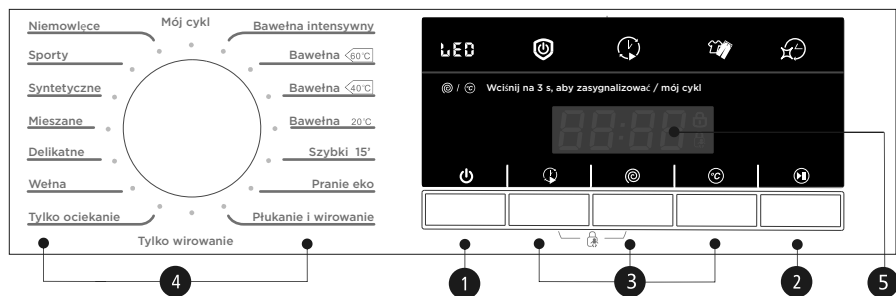 Mój cykl
Niemowlęce
Sporty
Syntetyczne
Mieszane
Delikatne
Wełna
Tylko ociekanie
Bawełna intensywny
Bawełna 60°C
Bawełna 40°C
Bawełna 20°C
Szybki 15'
Pranie eko
Płukanie i wirowanie
Tylko wirowanie
LED
/ °C Wciśnij na 3 s, aby zasygnalizować / mój cykl
88:88
°C
4
1
3
2
5